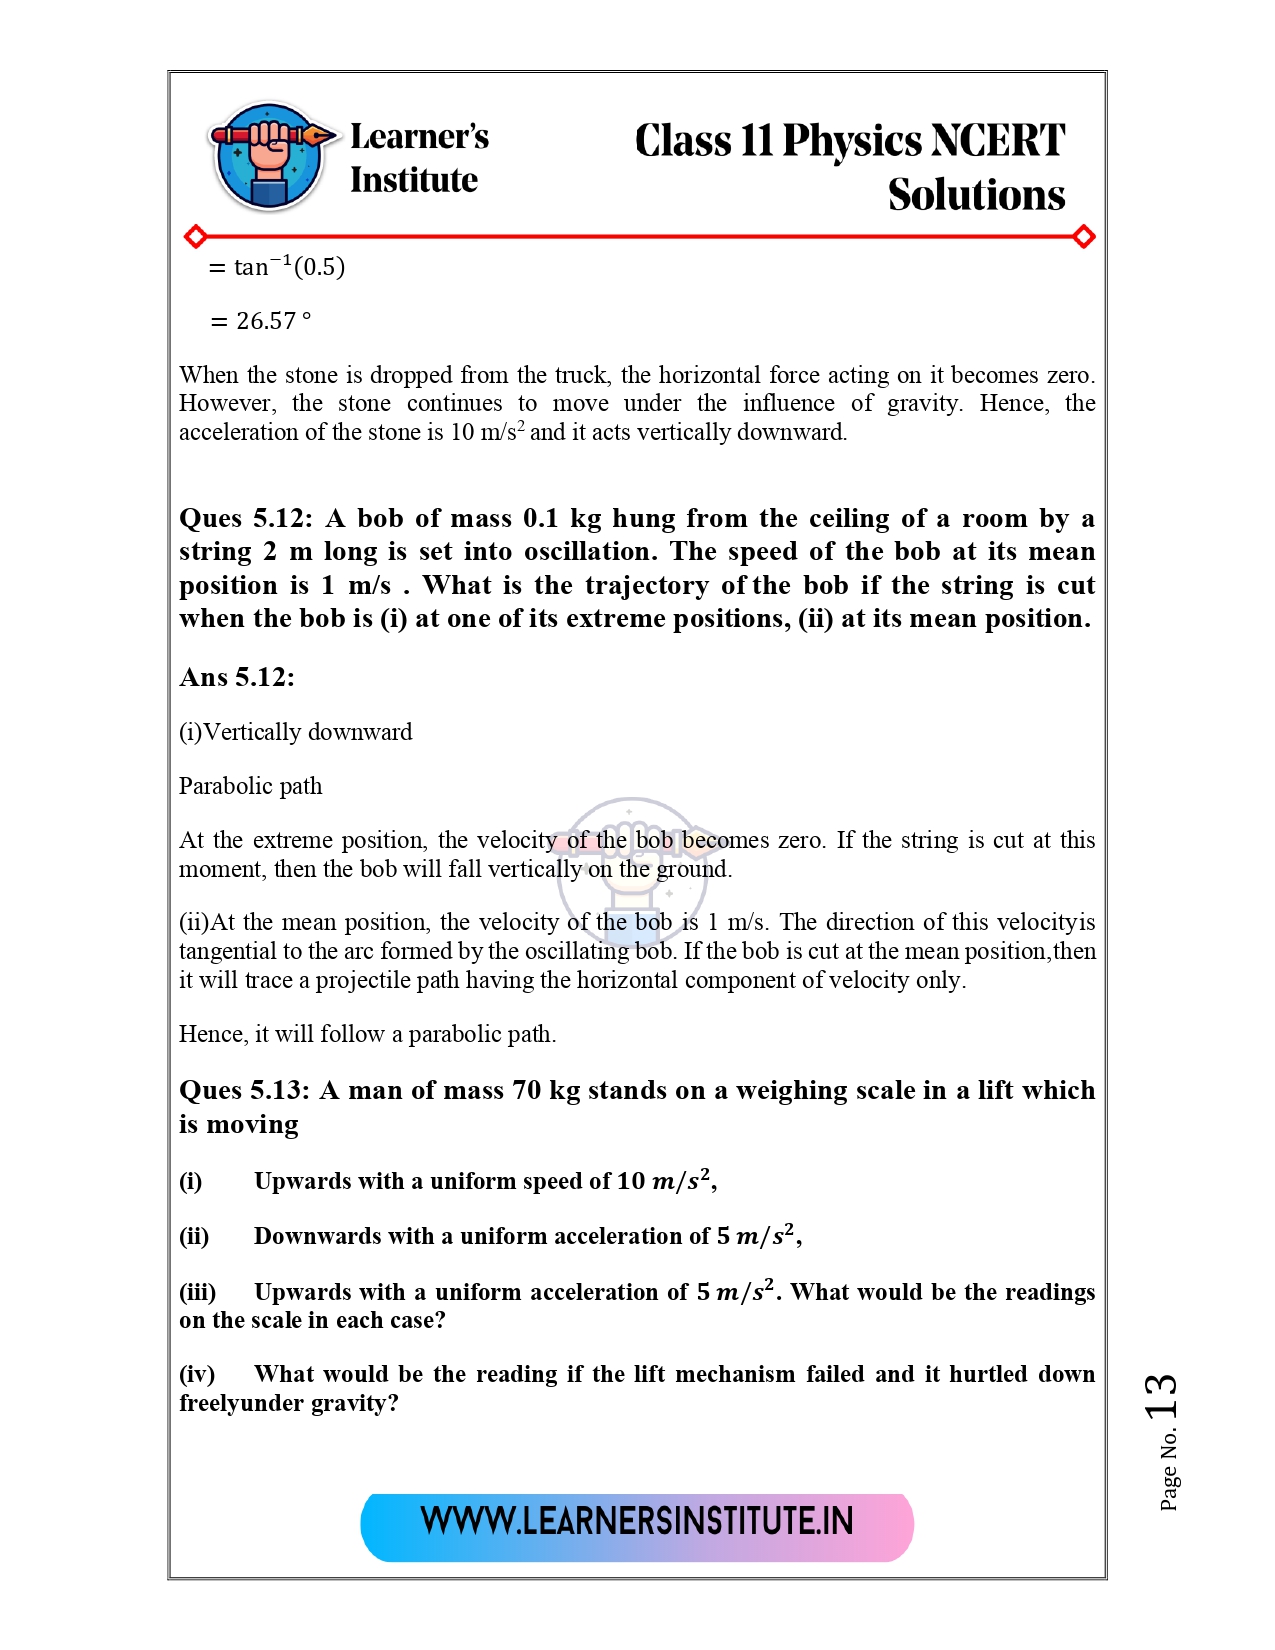 Learner's
Institute
Class 11 Physics NCERT
Solutions
= tan⁻¹(0.5)
= 26.57 °
When the stone is dropped from the truck, the horizontal force acting on it becomes zero.
However, the stone continues to move under the influence of gravity. Hence, the
acceleration of the stone is 10 m/s² and it acts vertically downward.
Ques 5.12: A bob of mass 0.1 kg hung from the ceiling of a room by a
string 2 m long is set into oscillation. The speed of the bob at its mean
position is 1 m/s . What is the trajectory of the bob if the string is cut
when the bob is (i) at one of its extreme positions, (ii) at its mean position.
Ans 5.12:
(i)Vertically downward
Parabolic path
At the extreme position, the velocity of the bob becomes zero. If the string is cut at this
moment, then the bob will fall vertically on the ground.
(ii)At the mean position, the velocity of the bob is 1 m/s. The direction of this velocityis
tangential to the arc formed by the oscillating bob. If the bob is cut at the mean position,then
it will trace a projectile path having the horizontal component of velocity only.
Hence, it will follow a parabolic path.
Ques 5.13: A man of mass 70 kg stands on a weighing scale in a lift which
is moving
(i) Upwards with a uniform speed of 10 m/s²,
(ii) Downwards with a uniform acceleration of 5 m/s²,
(iii) Upwards with a uniform acceleration of 5 m/s². What would be the readings
on the scale in each case?
(iv) What would be the reading if the lift mechanism failed and it hurtled down
freelyunder gravity?
Page No. 13
WWW.LEARNERSINSTITUTE.IN